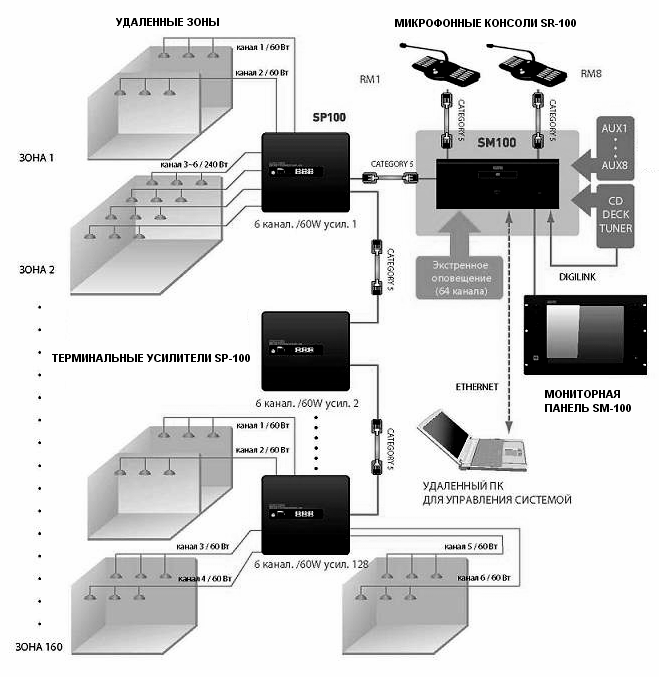 УДАЛЕННЫЕ ЗОНЫ
МИКРОФОННЫЕ КОНСОЛИ SR-100
канал 1 / 60 Вт
канал 2 / 60 Вт
RM1
RM8
SP100
CATEGORY 5
CATEGORY 5
AUX1
AUX8
SM100
ЗОНА 1
канал 3~6 / 240 Вт
CATEGORY 5
CD
DECK
TUNER
6 канал. /60W усил. 1
ЗОНА 2
CATEGORY 5
Экстренное
оповещение
(64 канала)
DIGILINK
ТЕРМИНАЛЬНЫЕ УСИЛИТЕЛИ SP-100
ETHERNET
МОНИТОРНАЯ
ПАНЕЛЬ SM-100
6 канал. /60W усил. 2
канал 1 / 60 Вт
CATEGORY 5
канал 2 / 60 Вт
УДАЛЕННЫЙ ПК
ДЛЯ УПРАВЛЕНИЯ СИСТЕМОЙ
канал 3 / 60 Вт
канал 5 / 60 Вт
6 канал. /60W усил. 128
канал 4 / 60 Вт
канал 6 / 60 Вт
ЗОНА 160